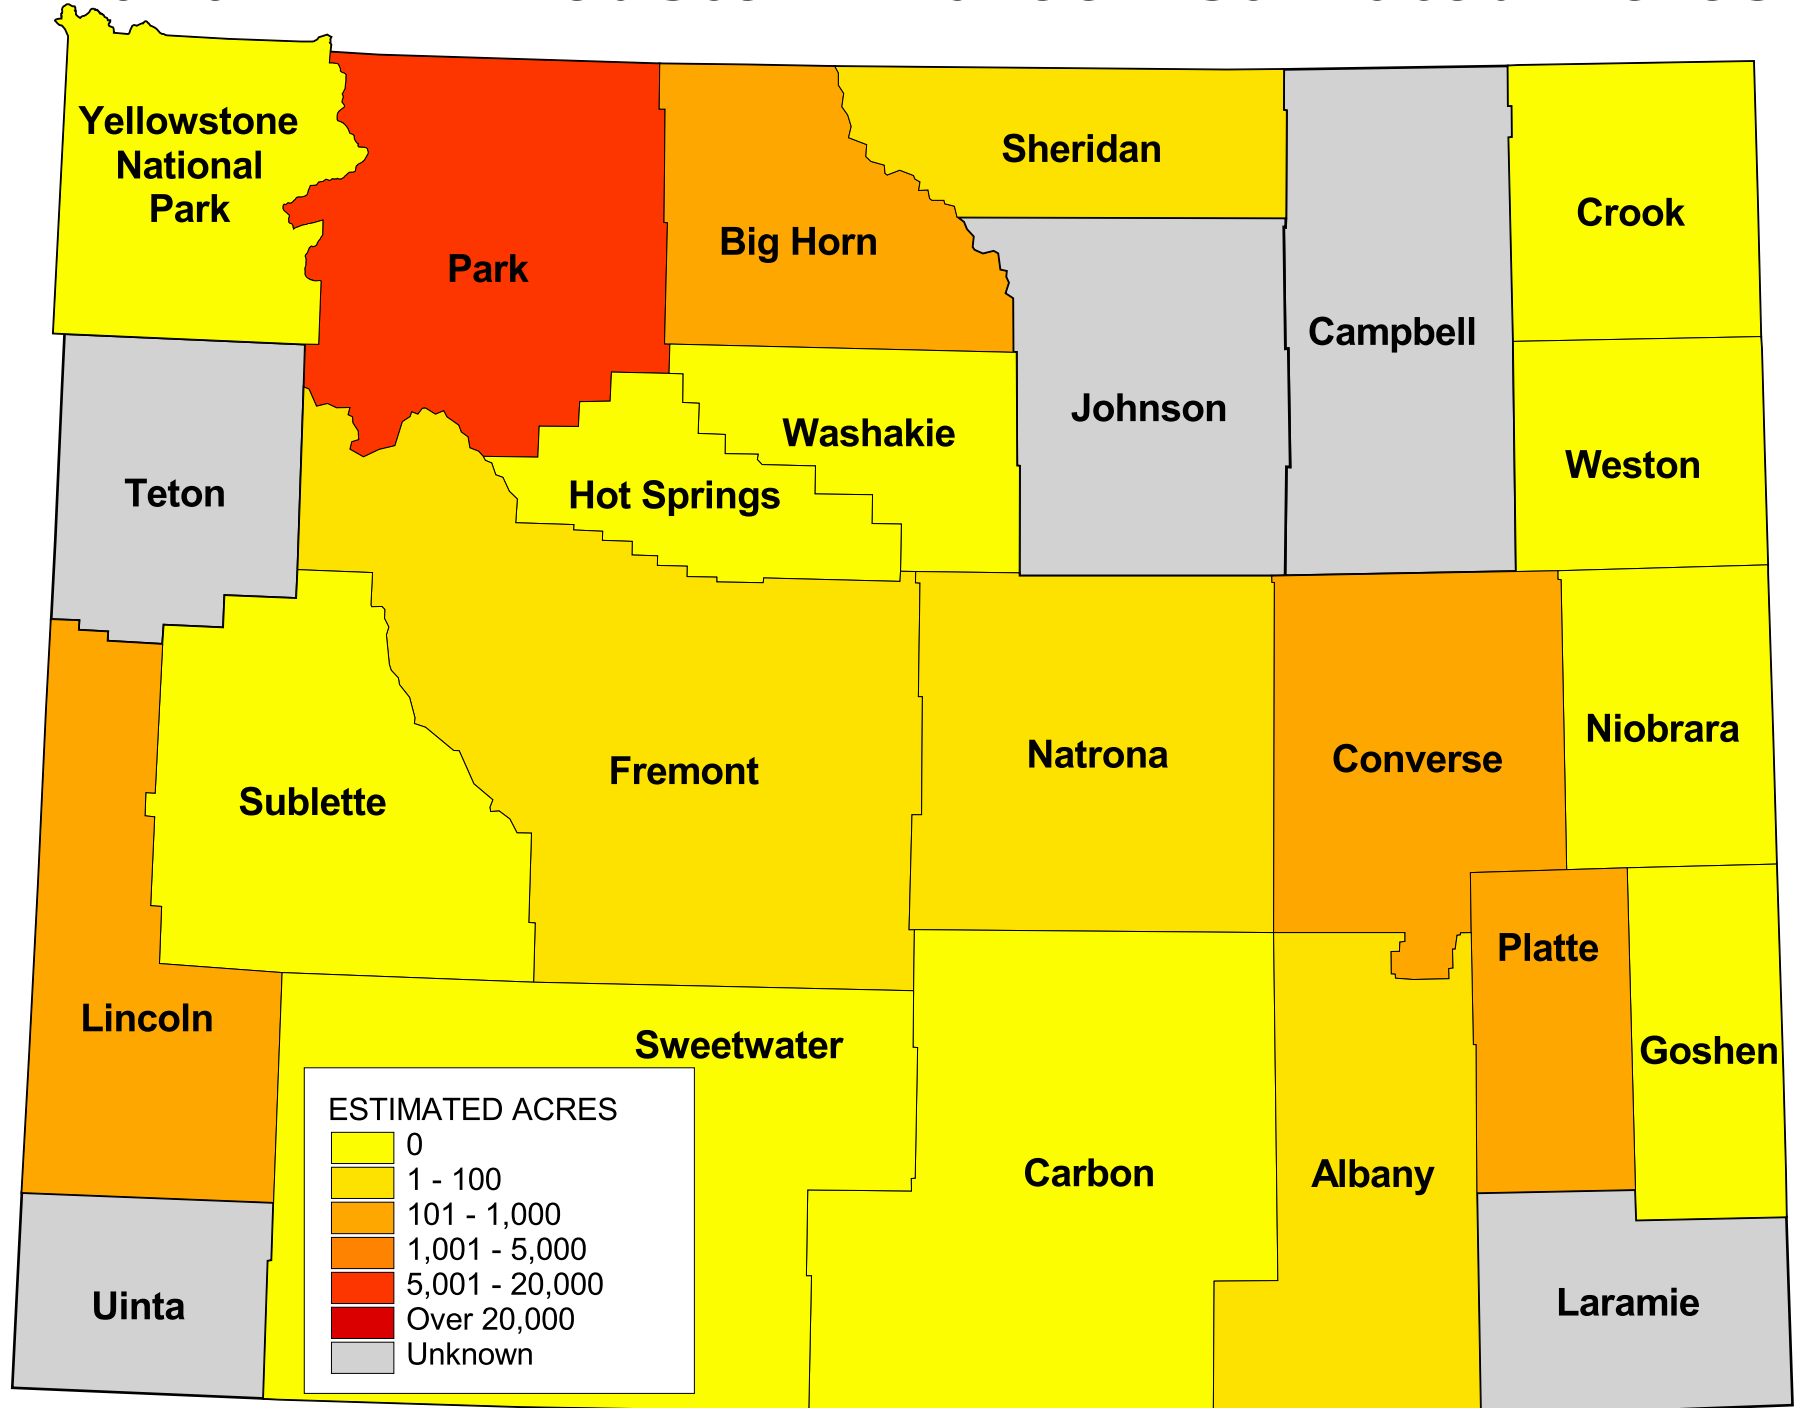 Yellowstone
National
Park
Park
Big Horn
Sheridan
Johnson
Campbell
Crook
Weston
Teton
Washakie
Hot Springs
Sublette
Fremont
Natrona
Converse
Niobrara
Lincoln
Sweetwater
Carbon
Albany
Platte
Goshen
Uinta
Laramie
ESTIMATED ACRES
0
1 - 100
101 - 1,000
1,001 - 5,000
5,001 - 20,000
Over 20,000
Unknown